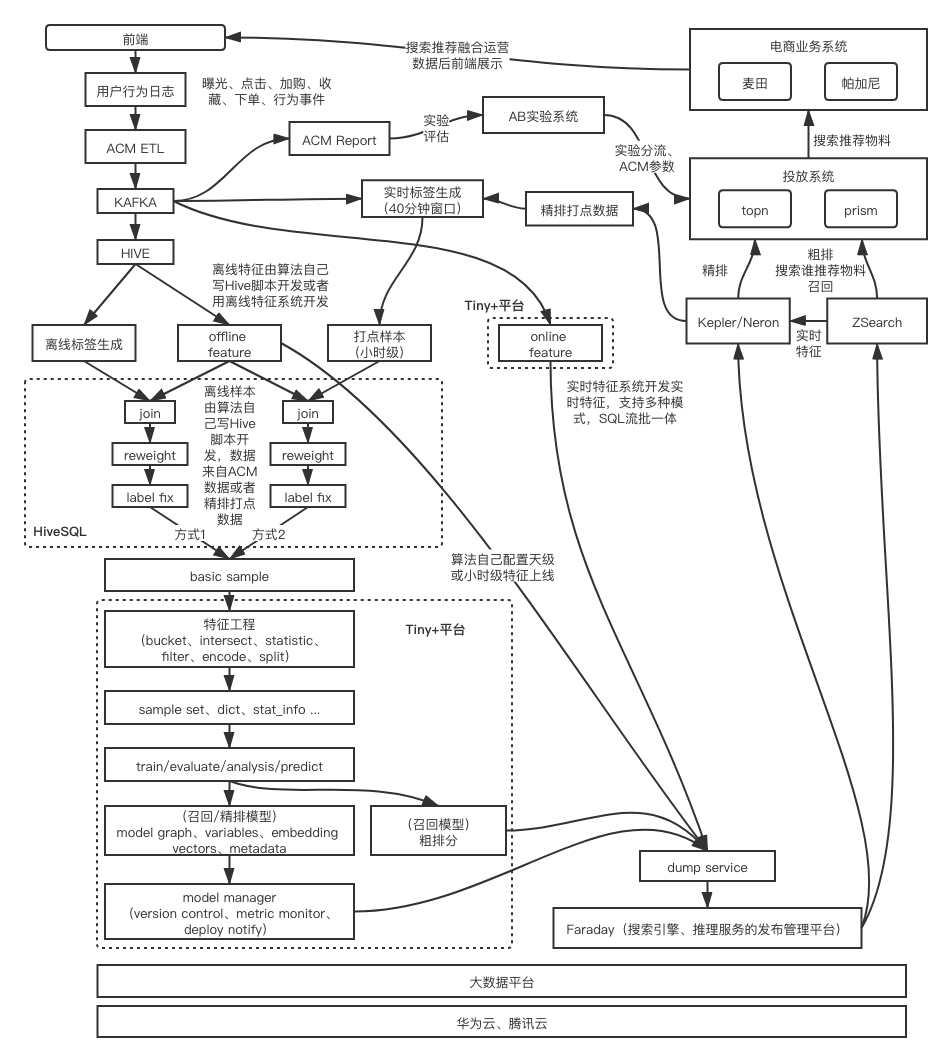 前端
搜索推荐融合运营
数据后前端展示
电商业务系统
麦田
帕加尼
用户行为日志
曝光、点击、加购、收
藏、下单、行为事件
实验
评估
AB实验系统
ACM Report
ACM ETL
实验分流、
ACM参数
搜索推荐物料
投放系统
topn
prism
KAFKA
实时标签生成
(40分钟窗口)
精排打点数据
HIVE
离线特征由算法自己
写Hive脚本开发或者
用离线特征系统开发
精排
粗排
搜索谁推荐物料
召回
Tiny+平台
Kepler/Neron
实时
特征
ZSearch
离线标签生成
offline
feature
打点样本
(小时级)
online
feature
实时特征系统开发实
时特征，支持多种模
式，SQL流批一体
离线样本
由算法自
己写Hive
脚本开
发，数据
来自ACM
数据或者
精排打点
数据
join
reweight
label fix
join
reweight
label fix
HiveSQL
方式1
方式2
basic sample
算法自己配置天级
或小时级特征上线
Tiny+平台
特征工程
(bucket、intersect、statistic、
filter、encode、split)
sample set、dict、stat_info ...
train/evaluate/analysis/predict
(召回/精排模型)
model graph、variables、embedding
vectors、metadata
(召回模型)
粗排分
model manager
(version control、metric monitor、
deploy notify)
dump service
Faraday（搜索引擎、推理服务的发布管理平台）
大数据平台
华为云、腾讯云